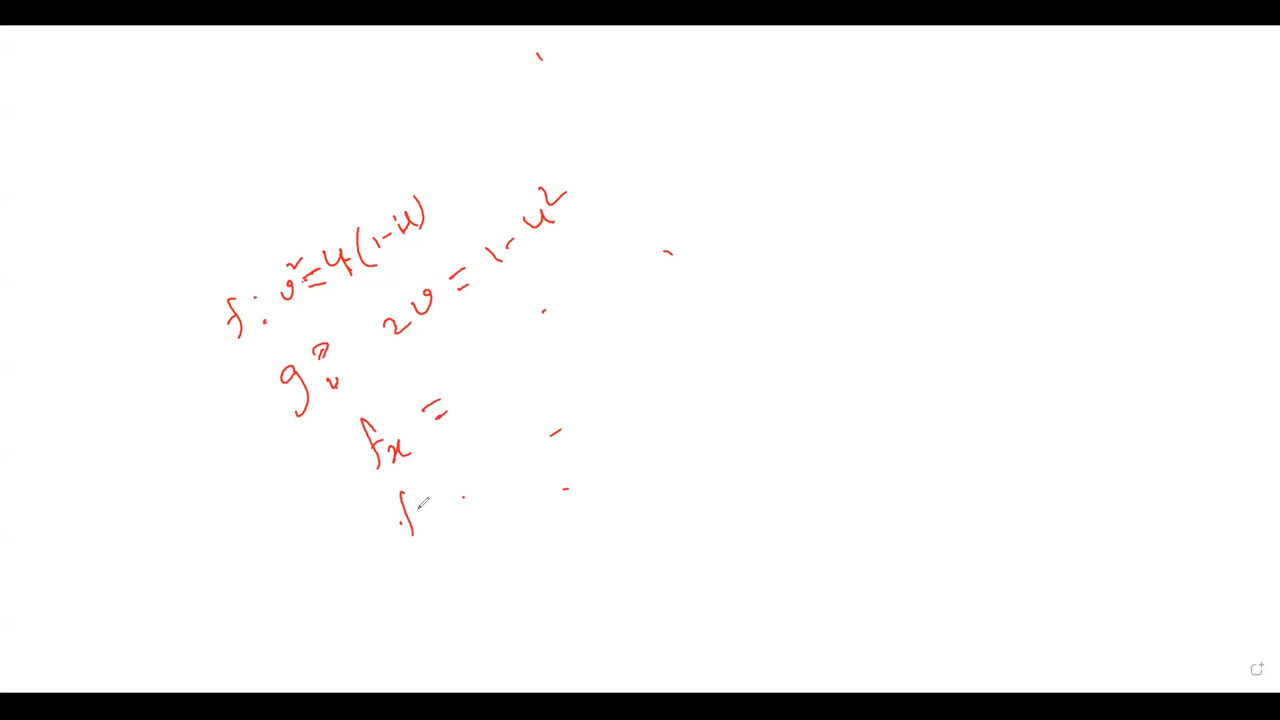 f: v² = 4(1-u)
g: 2v = 1-u²
fx =
f